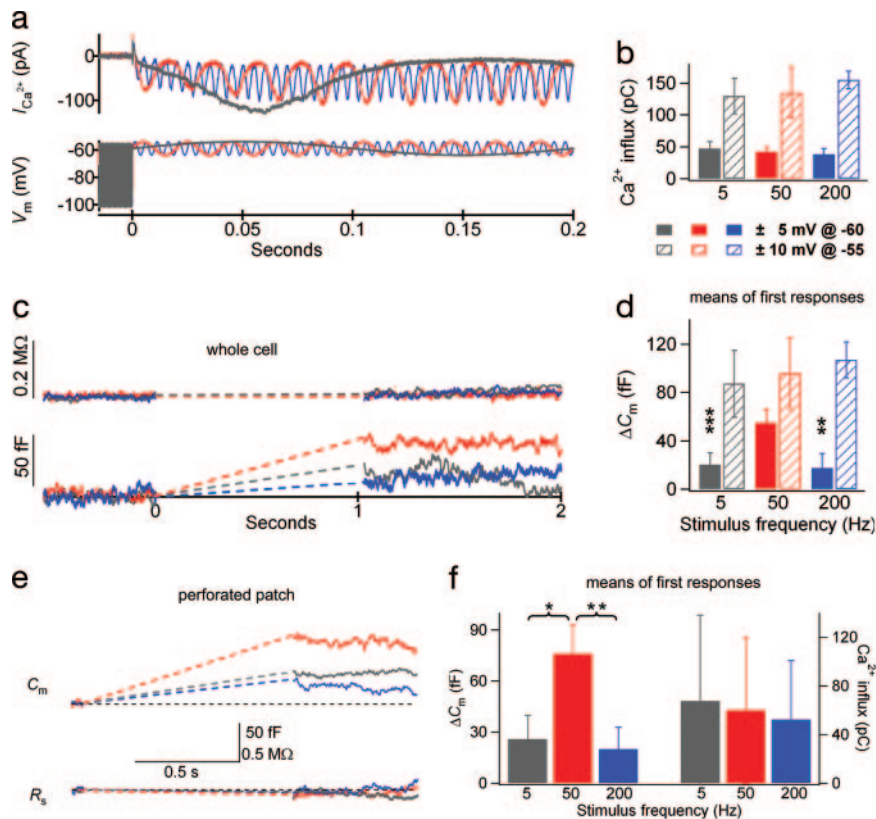 a
I Ca2+ (pA)
0
-100
Vm (mV)
-60
-80
-100
0
0.05
0.1
0.15
0.2
Seconds
b
Ca2+ influx (pC)
150
100
50
0
5
50
200
± 5 mV @ -60
± 10 mV @ -55
c
whole cell
0.2 MΩ
50 fF
0
1
2
Seconds
d
means of first responses
ΔCm (fF)
120
80
40
0
***
**
5
50
200
Stimulus frequency (Hz)
e
perforated patch
Cm
50 fF
0.5 MΩ
0.5 s
Rs
f
means of first responses
*
**
ΔCm (fF)
90
60
30
0
Ca2+ influx (pC)
120
80
40
0
5
50
200
5
50
200
Stimulus frequency (Hz)